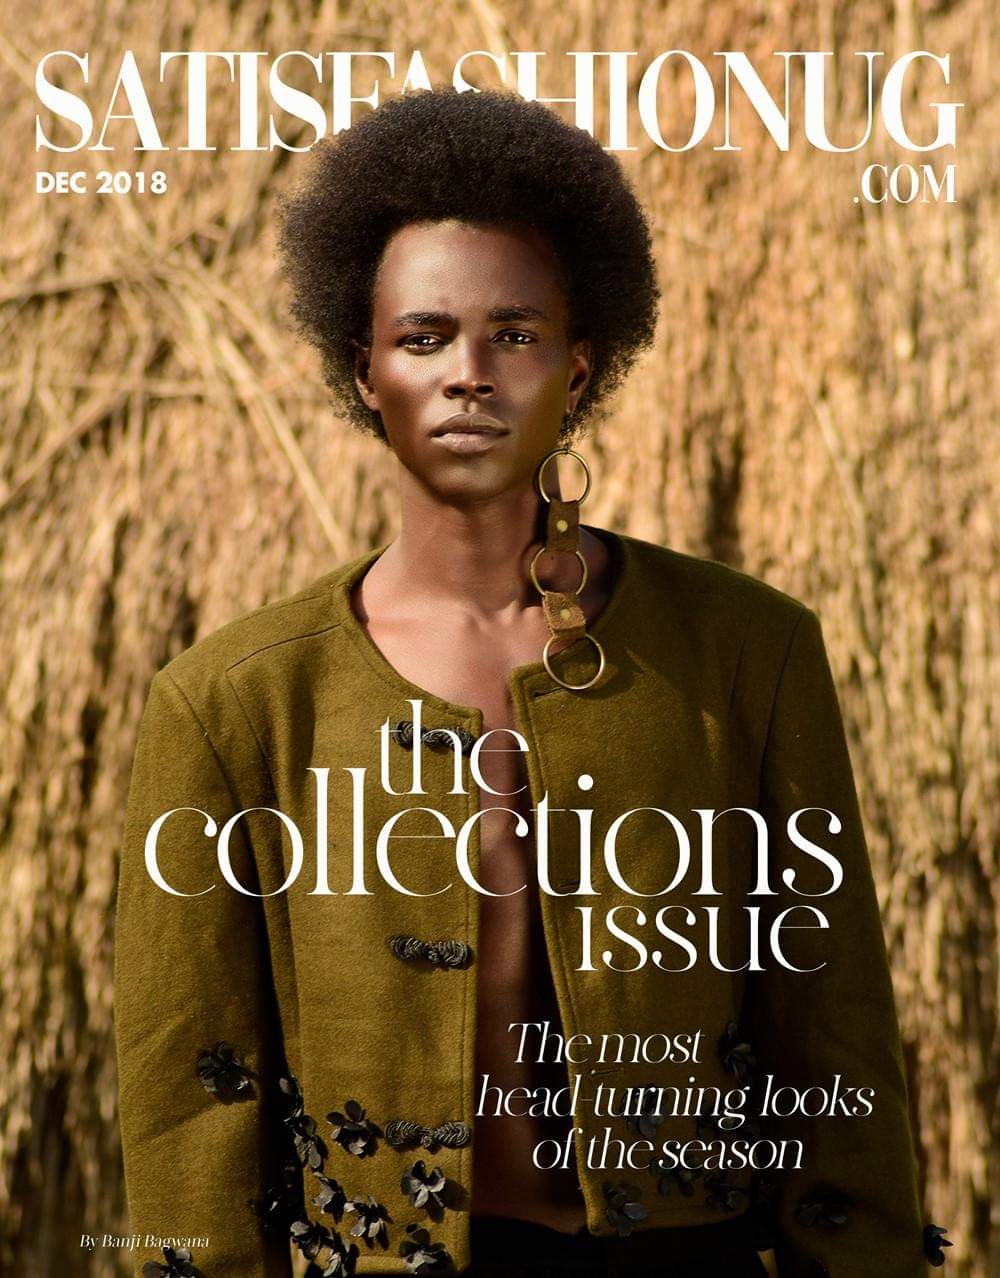 SATISFASHIONUG
DEC 2018
.COM
the
collections
issue
The most
head-turning looks
of the season
By Banji Bagwana